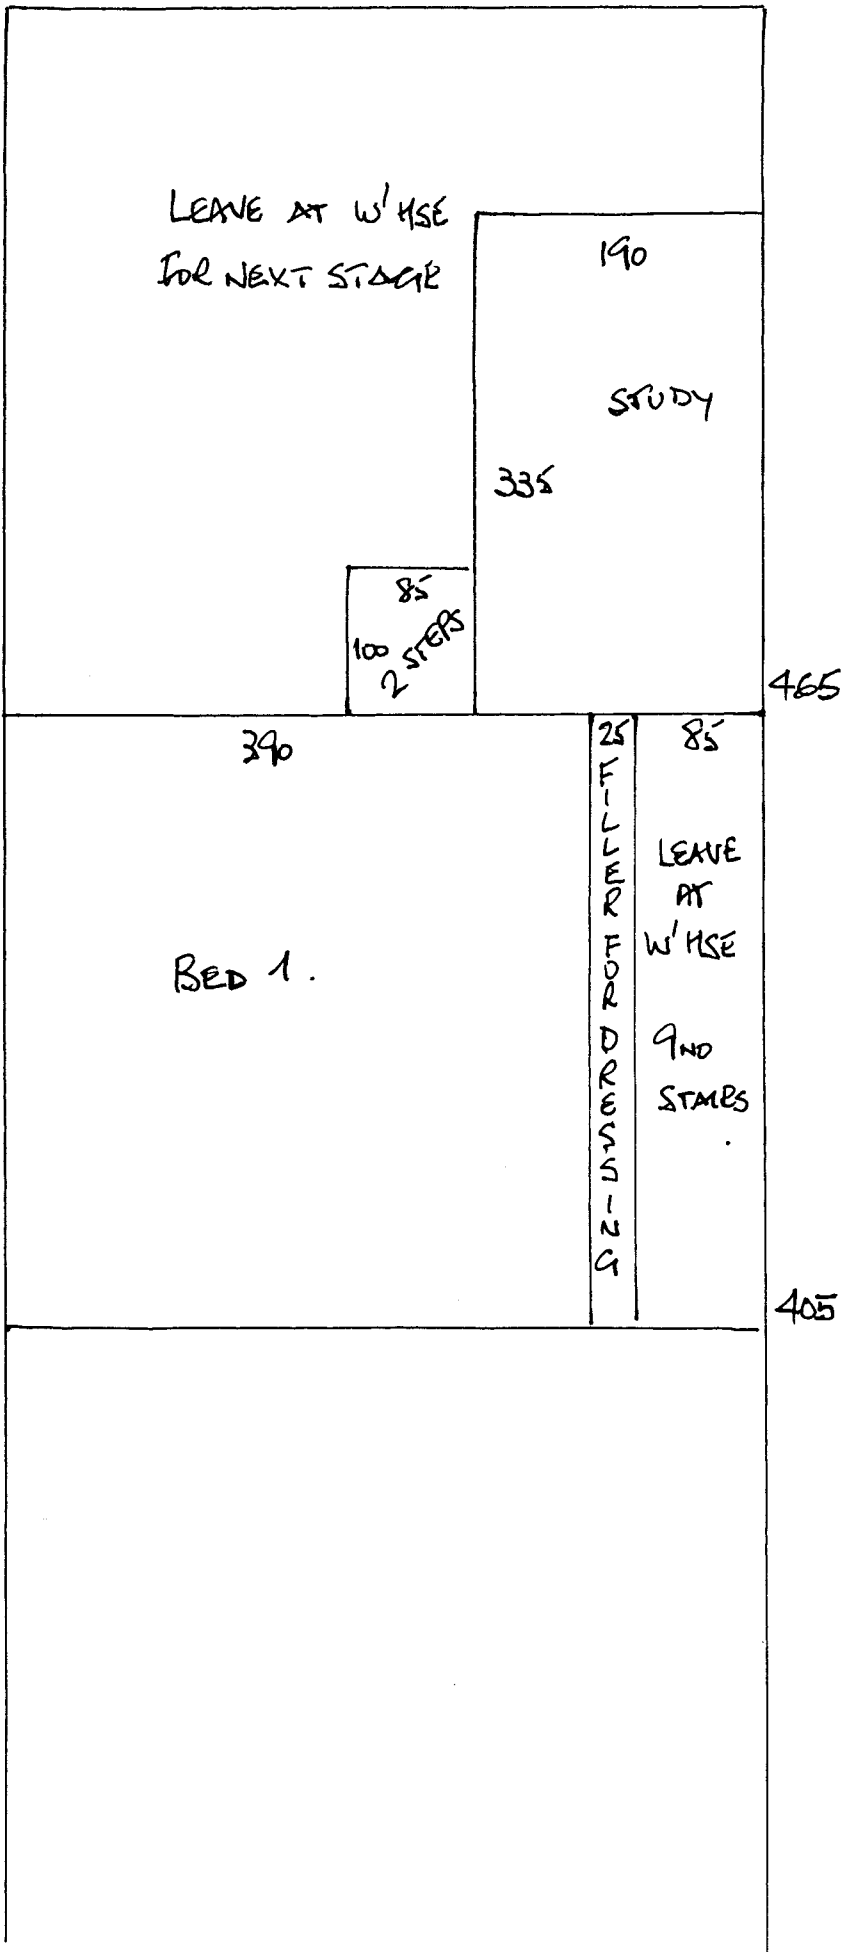 LEAVE AT W'HSE
FOR NEXT STAGE
190
STUDY
335
85
100
2 STEPS
465
390
25
FILLER FOR DRESSING
85
LEAVE
AT
W'HSE
9NO
STAIRS
BED 1.
405